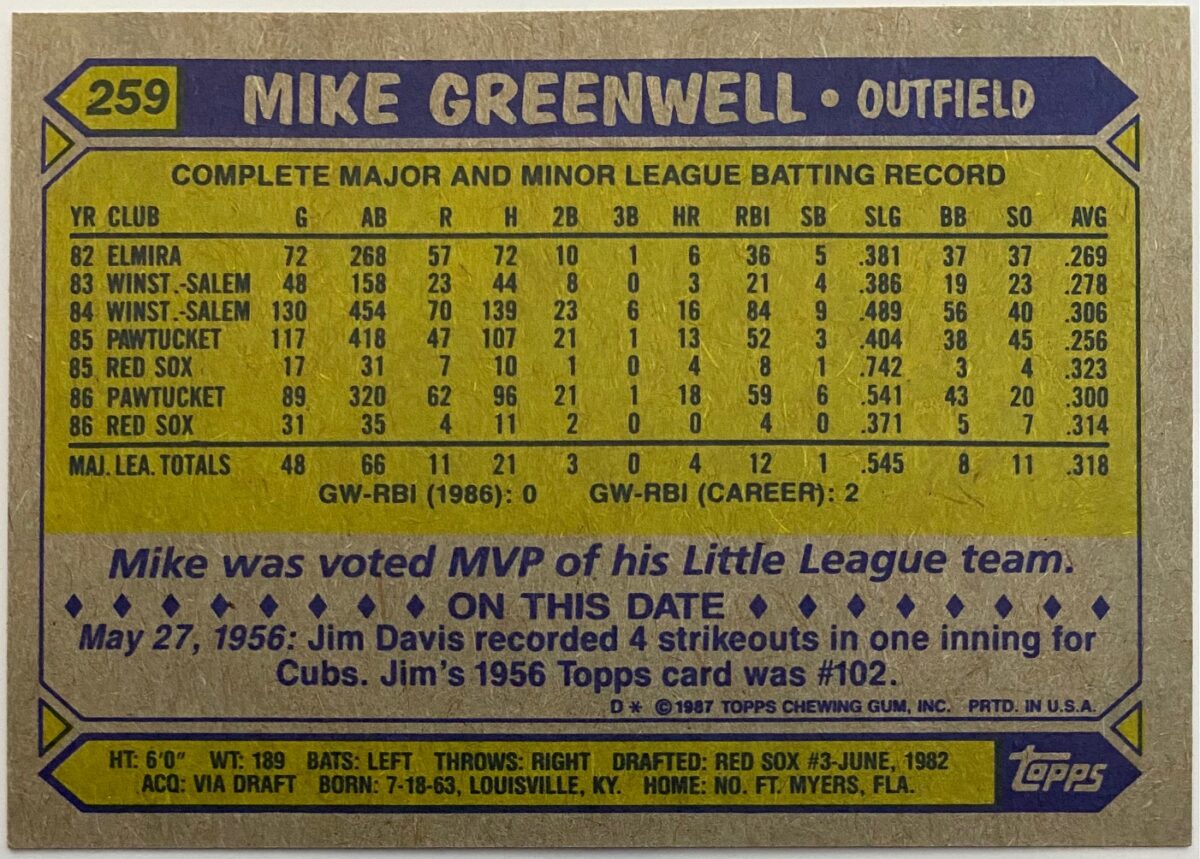 259 MIKE GREENWELL • OUTFIELD
COMPLETE MAJOR AND MINOR LEAGUE BATTING RECORD
YR CLUB G AB R H 2B 3B HR RBI SB SLG BB SO AVG
82 ELMIRA 72 268 57 72 10 1 6 36 5 .381 37 37 .269
83 WINST.-SALEM 48 158 23 44 8 0 3 21 4 .386 19 23 .278
84 WINST.-SALEM 130 454 70 139 23 6 16 84 9 .489 56 40 .306
85 PAWTUCKET 117 418 47 107 21 1 13 52 3 .404 38 45 .256
85 RED SOX 17 31 7 10 1 0 4 8 1 .742 3 4 .323
86 PAWTUCKET 89 320 62 96 21 1 18 59 6 .541 43 20 .300
86 RED SOX 31 35 4 11 2 0 0 4 0 .371 5 7 .314
MAJ. LEA. TOTALS 48 66 11 21 3 0 4 12 1 .545 8 11 .318
GW-RBI (1986): 0 GW-RBI (CAREER): 2
Mike was voted MVP of his Little League team.
ON THIS DATE
May 27, 1956: Jim Davis recorded 4 strikeouts in one inning for
Cubs. Jim's 1956 Topps card was #102.
D * © 1987 TOPPS CHEWING GUM, INC. PRTD. IN U.S.A.
HT: 6'0" WT: 189 BATS: LEFT THROWS: RIGHT DRAFTED: RED SOX #3-JUNE, 1982
ACQ: VIA DRAFT BORN: 7-18-63, LOUISVILLE, KY. HOME: NO. FT. MYERS, FLA.
topps